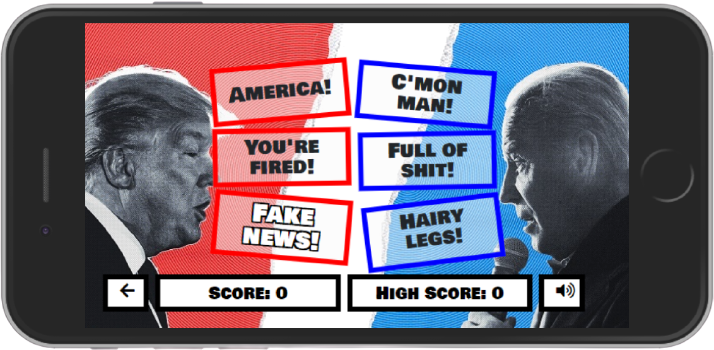 America!
C'mon
man!
You're
fired!
Full of
shit!
Fake
news!
Hairy
legs!
Score: 0
High Score: 0